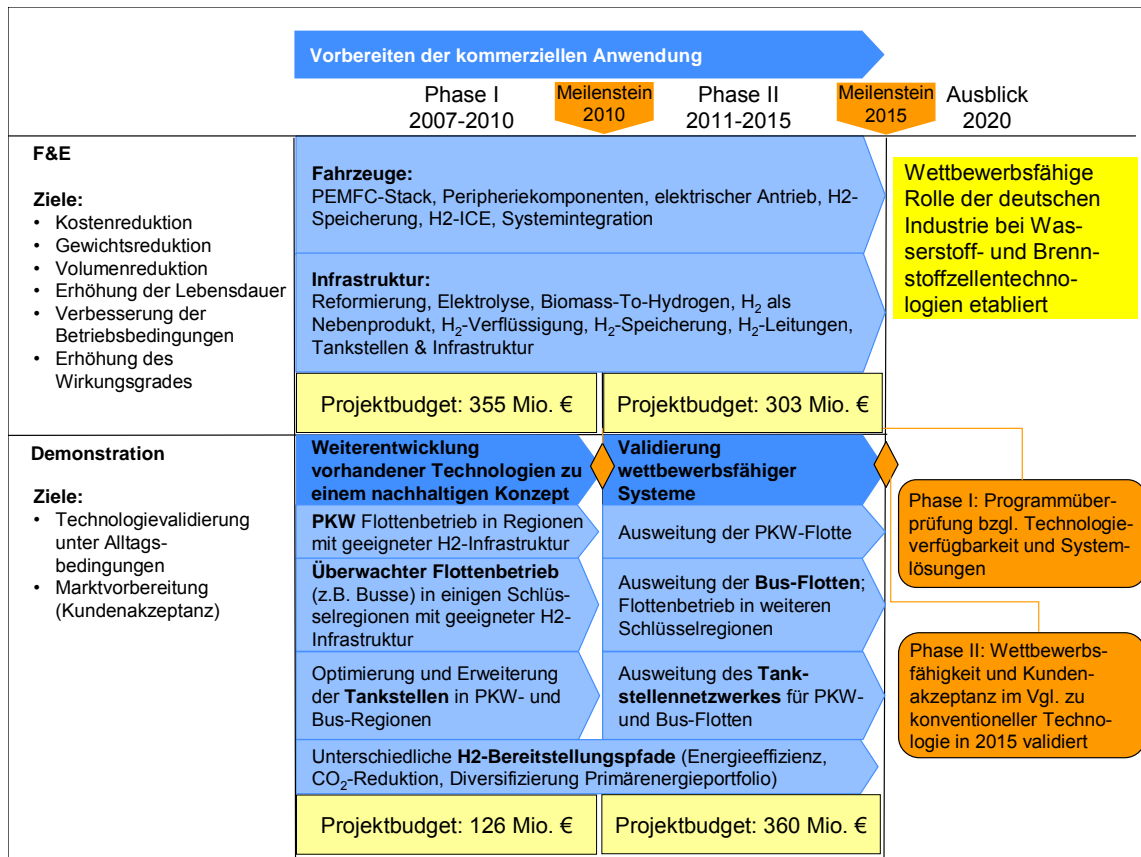 Vorbereiten der kommerziellen Anwendung
Phase I
2007-2010
Meilenstein
2010
Phase II
2011-2015
Meilenstein
2015
Ausblick
2020
F&E
Ziele:
• Kostenreduktion
• Gewichtsreduktion
• Volumenreduktion
• Erhöhung der Lebensdauer
• Verbesserung der
Betriebsbedingungen
• Erhöhung des
Wirkungsgrades
Fahrzeuge:
PEMFC-Stack, Peripheriekomponenten, elektrischer Antrieb, H2-
Speicherung, H2-ICE, Systemintegration
Infrastruktur:
Reformierung, Elektrolyse, Biomass-To-Hydrogen, H₂ als
Nebenprodukt, H₂-Verflüssigung, H₂-Speicherung, H₂-Leitungen,
Tankstellen & Infrastruktur
Wettbewerbsfähige
Rolle der deutschen
Industrie bei Was-
serstoff- und Brenn-
stoffzellentechno-
logien etabliert
Projektbudget: 355 Mio. €
Projektbudget: 303 Mio. €
Demonstration
Ziele:
• Technologievalidierung
unter Alltags-
bedingungen
• Marktvorbereitung
(Kundenakzeptanz)
Weiterentwicklung
vorhandener Technologien zu
einem nachhaltigen Konzept
Validierung
wettbewerbsfähiger
Systeme
PKW Flottenbetrieb in Regionen
mit geeigneter H2-Infrastruktur
Ausweitung der PKW-Flotte
Überwachter Flottenbetrieb
(z.B. Busse) in einigen Schlüs-
selregionen mit geeigneter H2-
Infrastruktur
Ausweitung der Bus-Flotten;
Flottenbetrieb in weiteren
Schlüsselregionen
Optimierung und Erweiterung
der Tankstellen in PKW- und
Bus-Regionen
Ausweitung des Tank-
stellennetzwerkes für PKW-
und Bus-Flotten
Unterschiedliche H2-Bereitstellungspfade (Energieeffizienz,
CO₂-Reduktion, Diversifizierung Primärenergieportfolio)
Projektbudget: 126 Mio. €
Projektbudget: 360 Mio. €
Phase I: Programmüber-
prüfung bzgl. Technologie-
verfügbarkeit und System-
lösungen
Phase II: Wettbewerbs-
fähigkeit und Kunden-
akzeptanz im Vgl. zu
konventioneller Techno-
logie in 2015 validiert